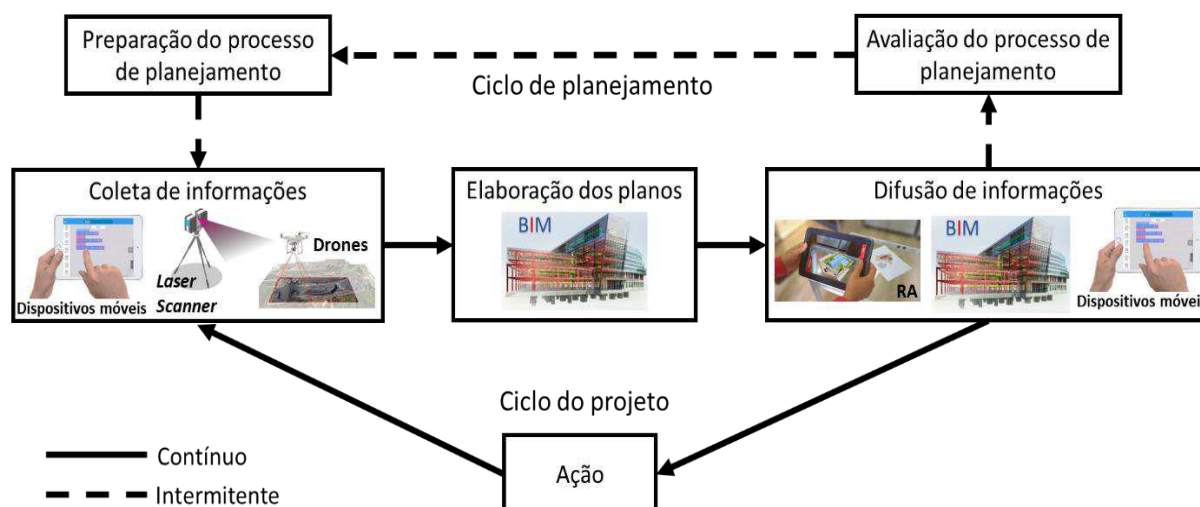 Preparação do processo
de planejamento
Avaliação do processo de
planejamento
Ciclo de planejamento
Coleta de informações
Drones
Laser
Scanner
Dispositivos móveis
Elaboração dos planos
BIM
Difusão de informações
RA
BIM
Dispositivos móveis
Ciclo do projeto
Ação
Contínuo
Intermitente